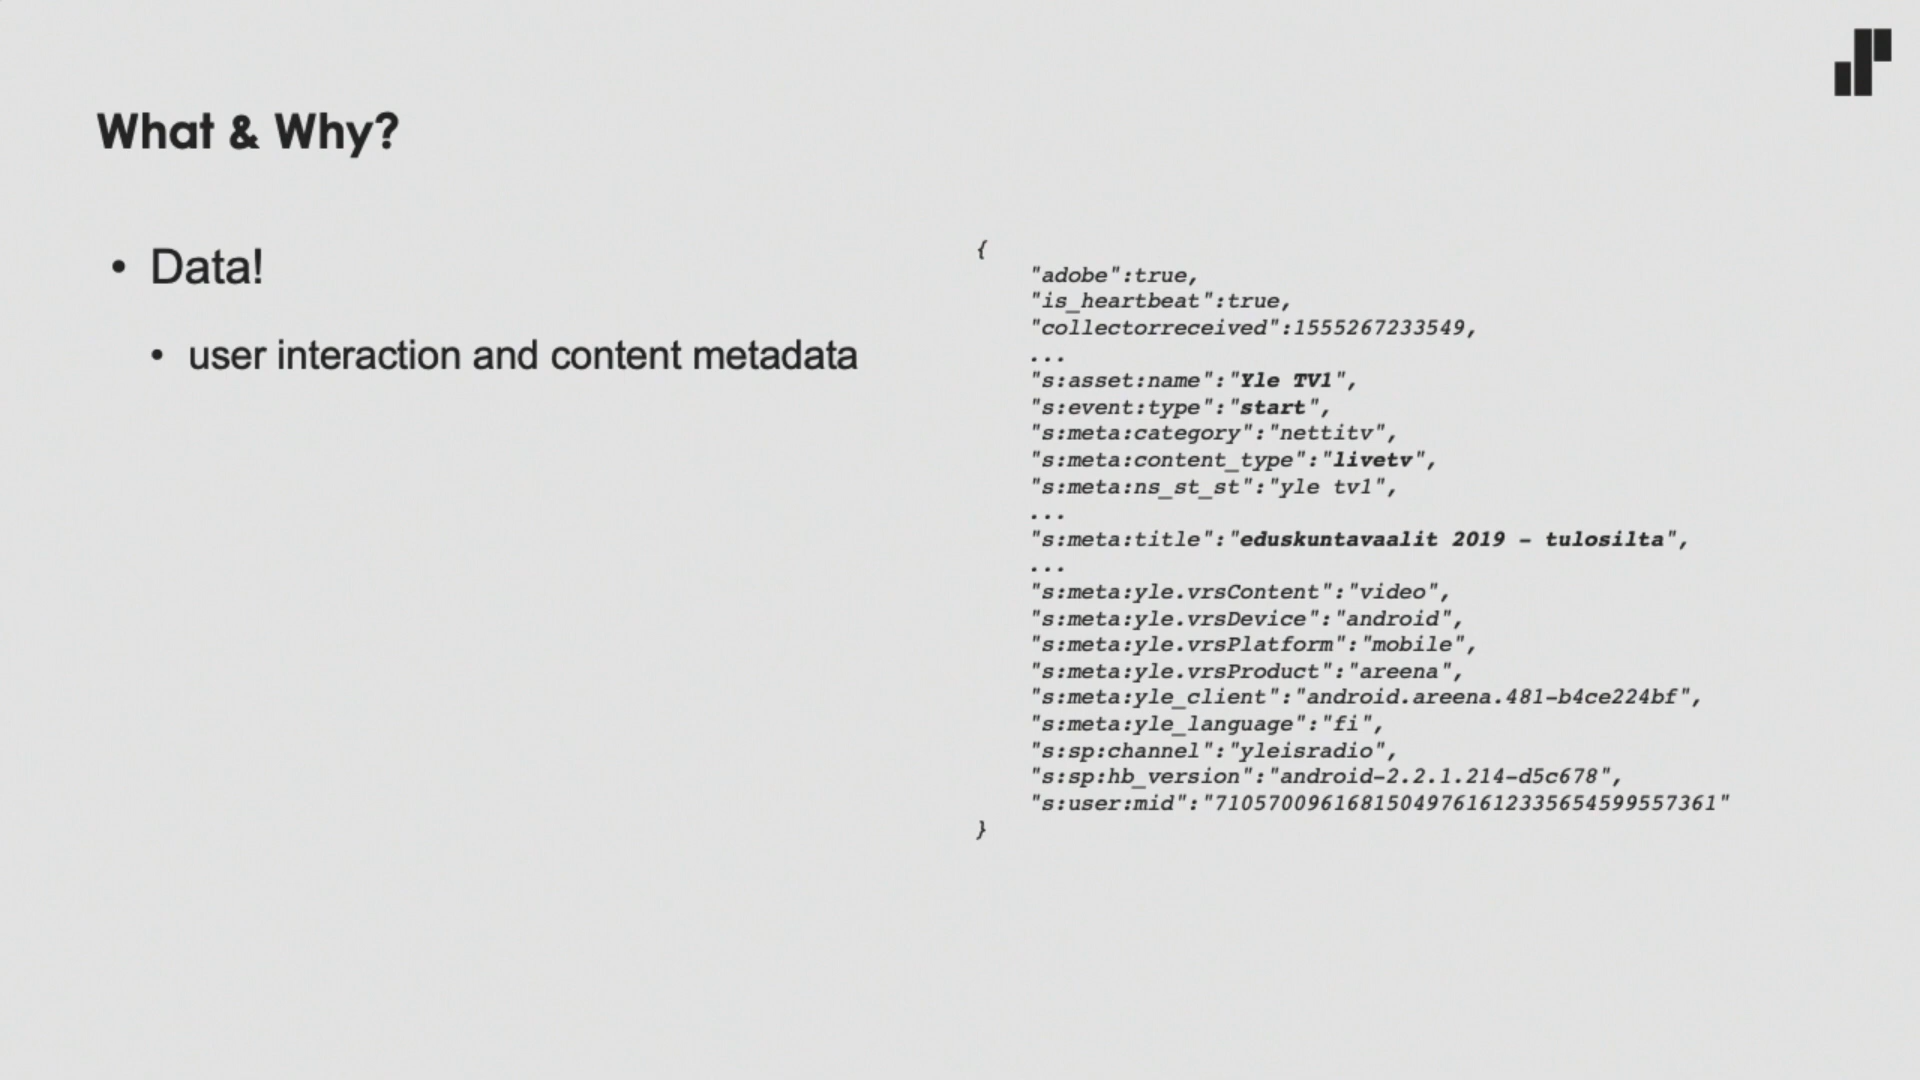 What & Why?
• Data!
• user interaction and content metadata
{
"adobe":true,
"is_heartbeat":true,
"collectorreceived":1555267233549,
...
"s:asset:name":"Yle TV1",
"s:event:type":"start",
"s:meta:category":"nettitv",
"s:meta:content_type":"livetv",
"s:meta:ns_st_st":"yle tv1",
...
"s:meta:title":"eduskuntavaalit 2019 - tulosilta",
...
"s:meta:yle.vrsContent":"video",
"s:meta:yle.vrsDevice":"android",
"s:meta:yle.vrsPlatform":"mobile",
"s:meta:yle.vrsProduct":"areena",
"s:meta:yle_client":"android.areena.481-b4ce224bf",
"s:meta:yle_language":"fi",
"s:sp:channel":"yleisradio",
"s:sp:hb_version":"android-2.2.1.214-d5c678",
"s:user:mid":"71057009616815049761612335654599557361"
}